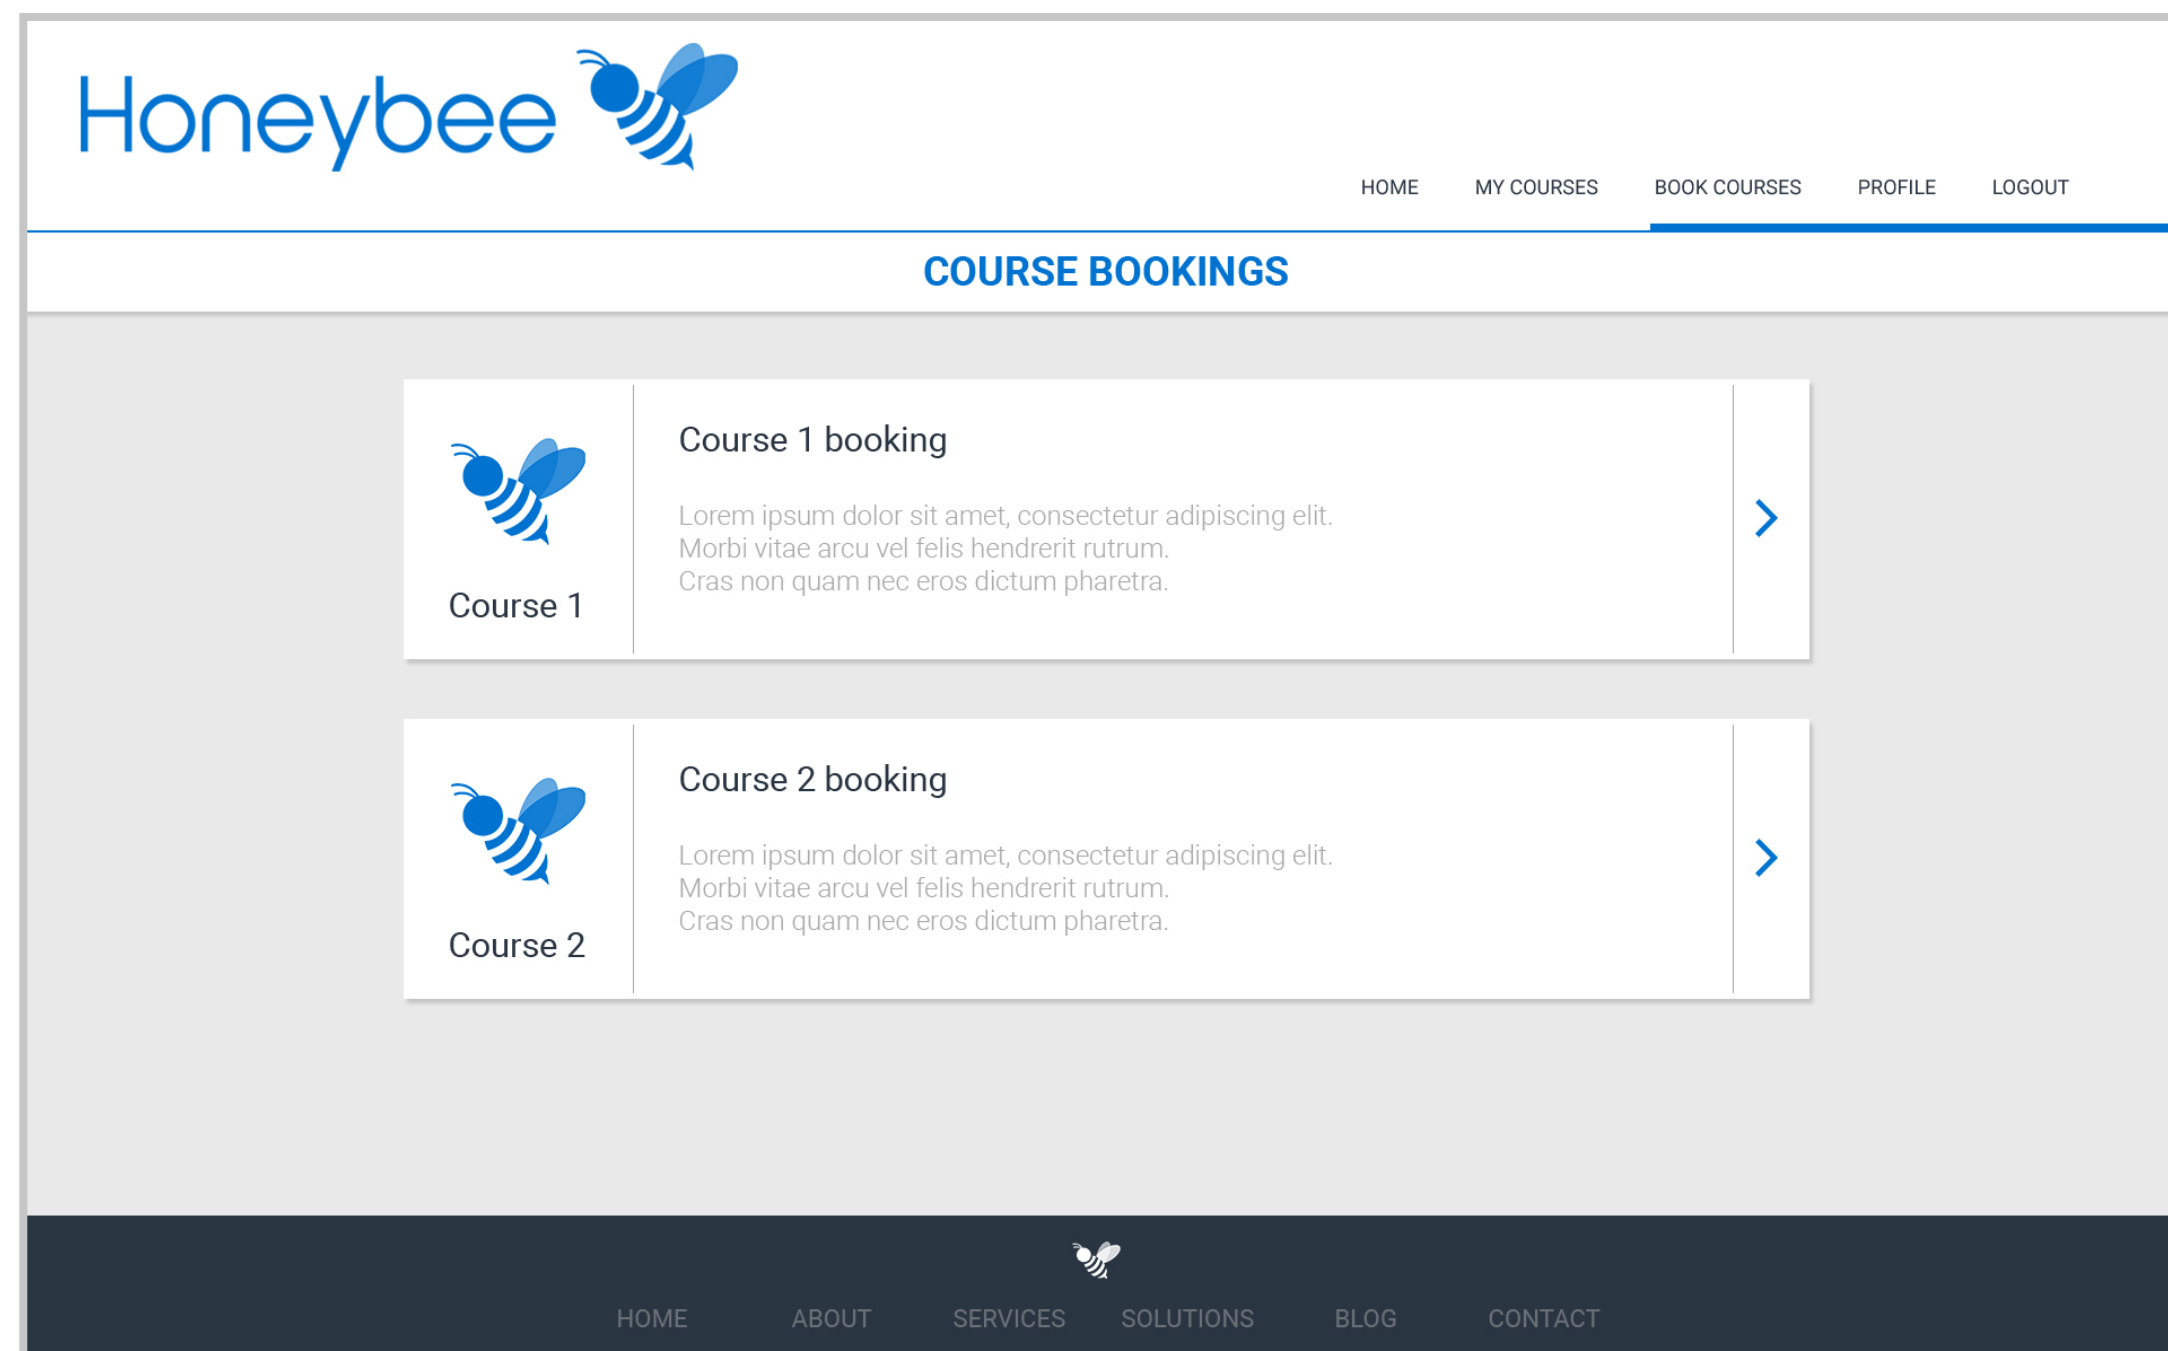 Honeybee
HOME MY COURSES BOOK COURSES PROFILE LOGOUT
COURSE BOOKINGS
Course 1
Course 1 booking
Lorem ipsum dolor sit amet, consectetur adipiscing elit.
Morbi vitae arcu vel felis hendrerit rutrum.
Cras non quam nec eros dictum pharetra.
Course 2
Course 2 booking
Lorem ipsum dolor sit amet, consectetur adipiscing elit.
Morbi vitae arcu vel felis hendrerit rutrum.
Cras non quam nec eros dictum pharetra.
HOME ABOUT SERVICES SOLUTIONS BLOG CONTACT